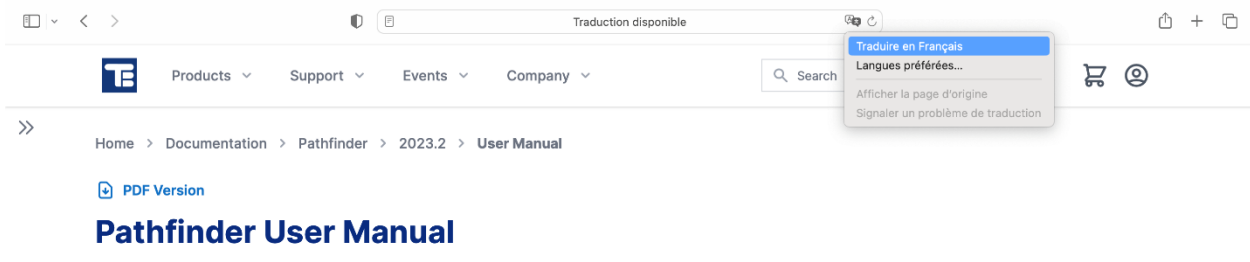 Traduction disponible
Traduire en Français
Langues préférées...
Afficher la page d'origine
Signaler un problème de traduction
TE Products Support Events Company Search
Home > Documentation > Pathfinder > 2023.2 > User Manual
PDF Version
Pathfinder User Manual